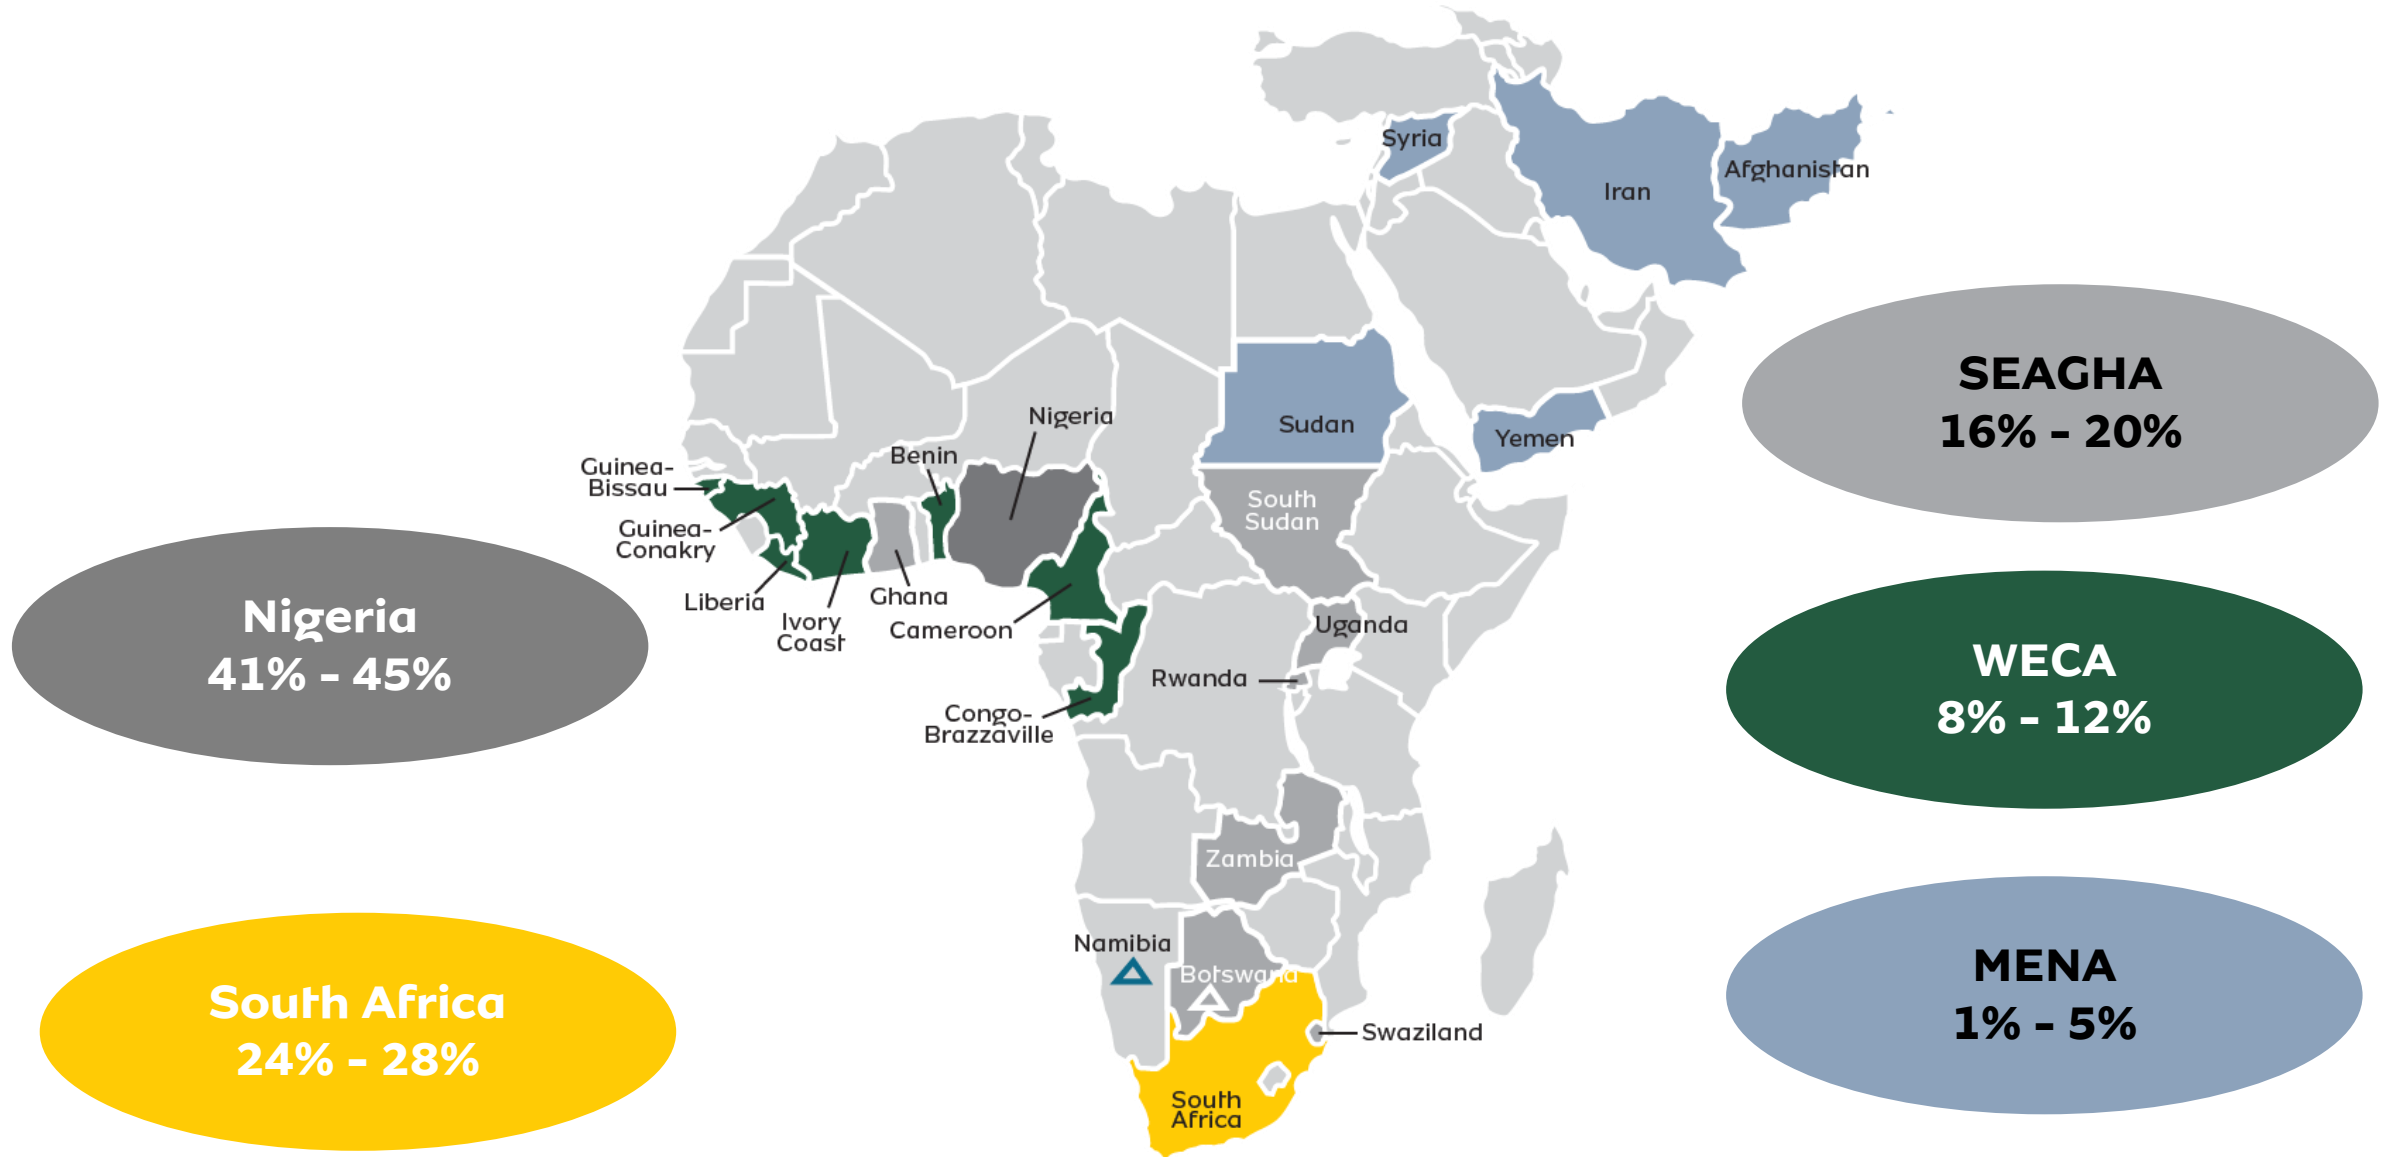 Syria
Afghanistan
Iran
SEAGHA
16% - 20%
Nigeria
Sudan
Yemen
Benin
Guinea-
Bissau
South
Sudan
Guinea-
Conakry
Liberia
Ivory
Coast
Ghana
Cameroon
Uganda
Nigeria
41% - 45%
WECA
8% - 12%
Rwanda
Congo-
Brazzaville
Zambia
Namibia
Botswana
MENA
1% - 5%
South Africa
24% - 28%
Swaziland
South
Africa